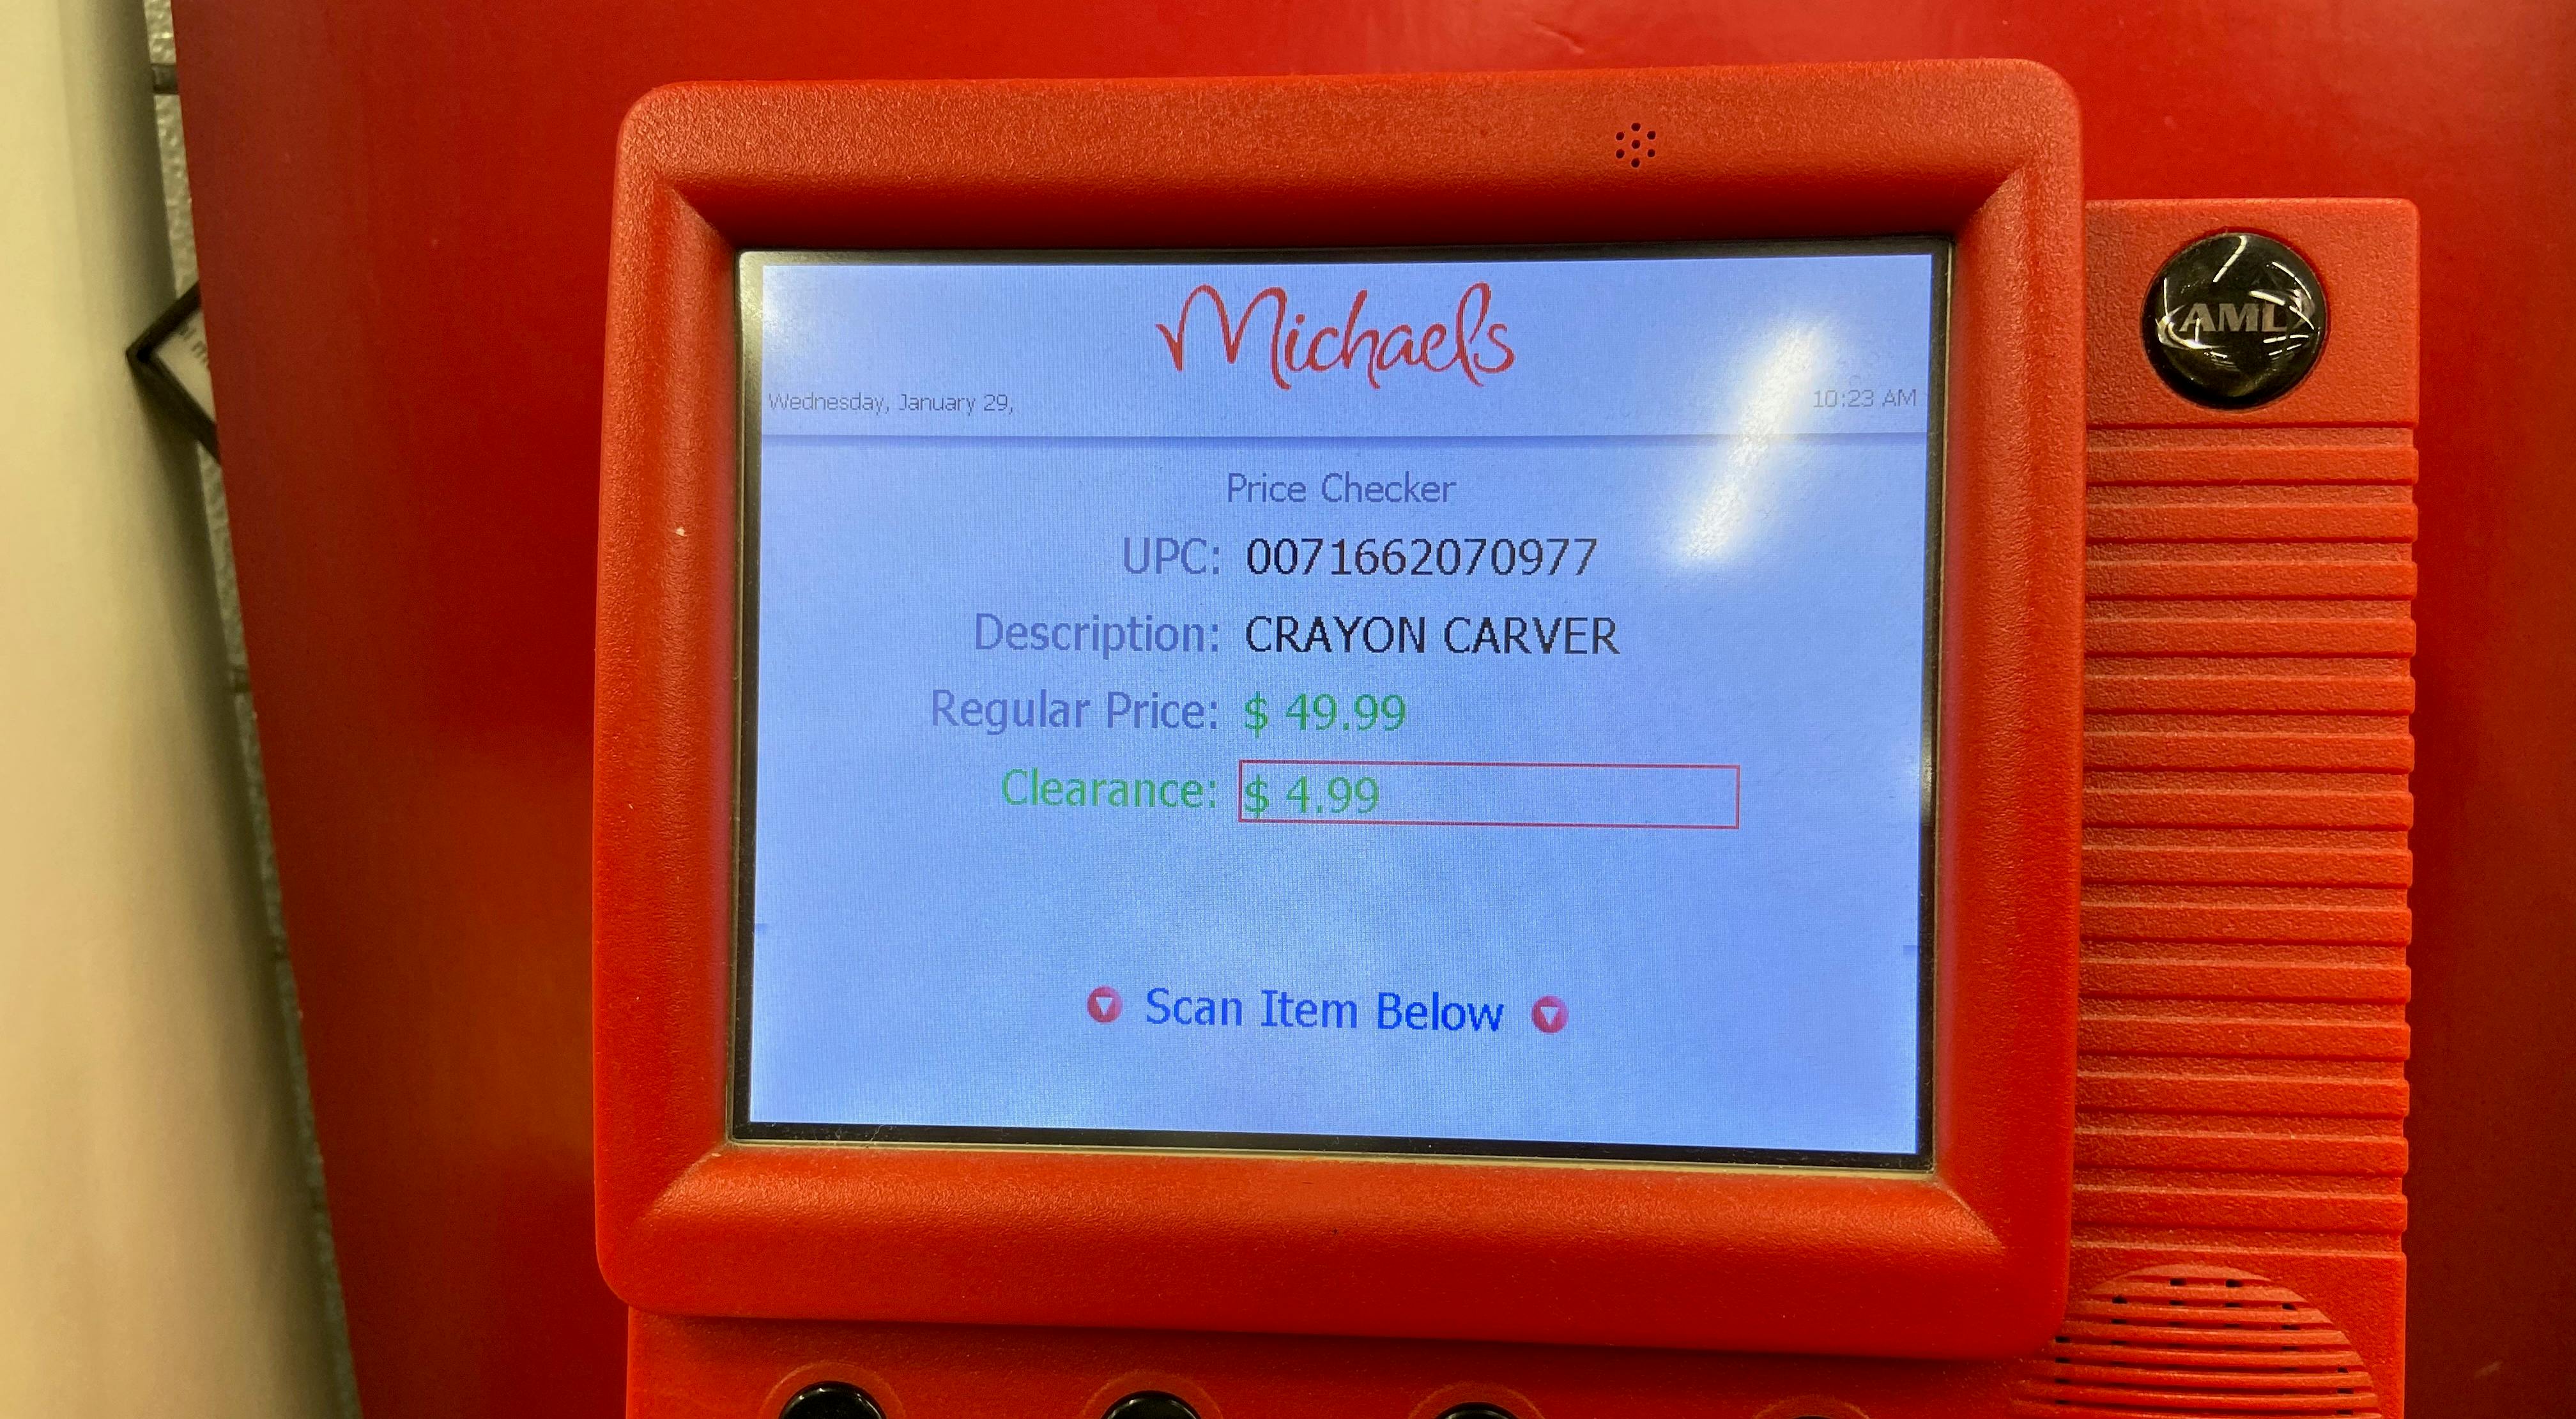 Michaels
Wednesday, January 29,
10:23 AM
Price Checker
UPC: 0071662070977
Description: CRAYON CARVER
Regular Price: $ 49.99
Clearance: $ 4.99
Scan Item Below
AML